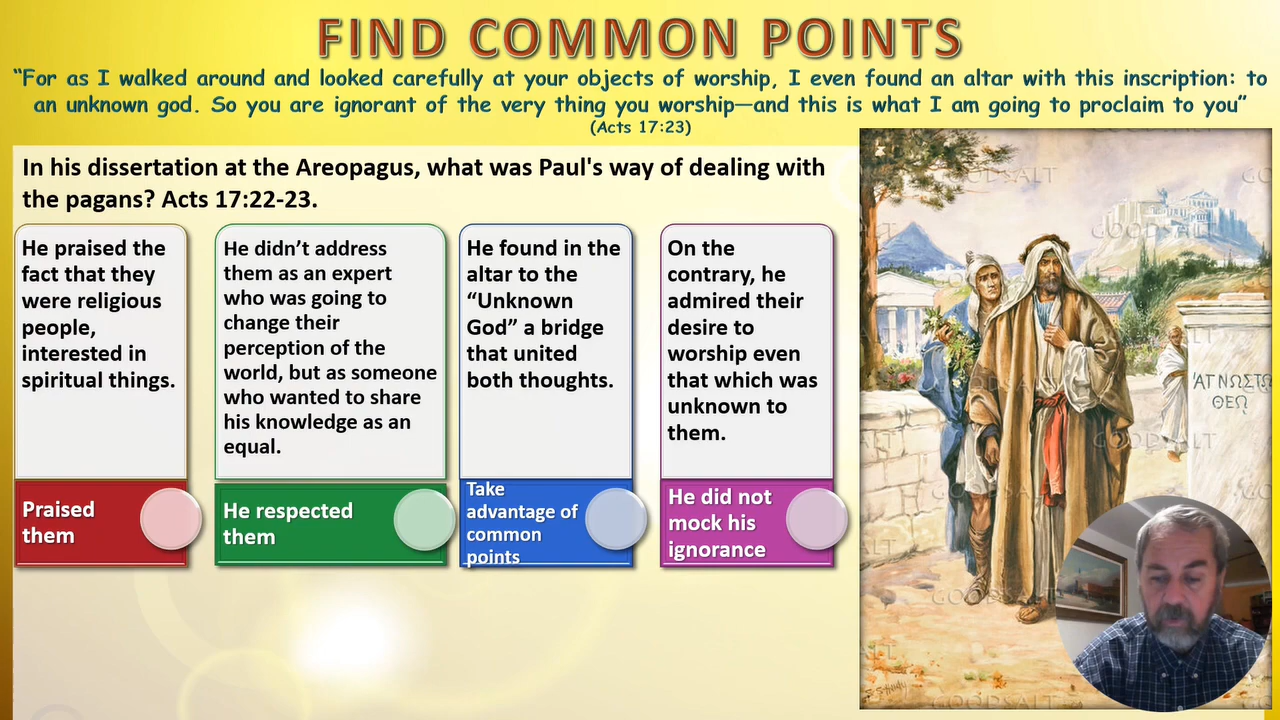 FIND COMMON POINTS
“For as I walked around and looked carefully at your objects of worship, I even found an altar with this inscription: to
an unknown god. So you are ignorant of the very thing you worship—and this is what I am going to proclaim to you”
(Acts 17:23)
In his dissertation at the Areopagus, what was Paul's way of dealing with
the pagans? Acts 17:22-23.
He praised the
fact that they
were religious
people,
interested in
spiritual things.
Praised
them
He didn’t address
them as an expert
who was going to
change their
perception of the
world, but as someone
who wanted to share
his knowledge as an
equal.
He respected
them
He found in the
altar to the
“Unknown
God” a bridge
that united
both thoughts.
Take
advantage of
common
points
On the
contrary, he
admired their
desire to
worship even
that which was
unknown to
them.
He did not
mock his
ignorance
GOODSALT
GOODSALT
GOODSALT
GOODSALT
GOODSALT
GOODSALT
ἈΓΝΩΣΤΩ
ΘΕΩ